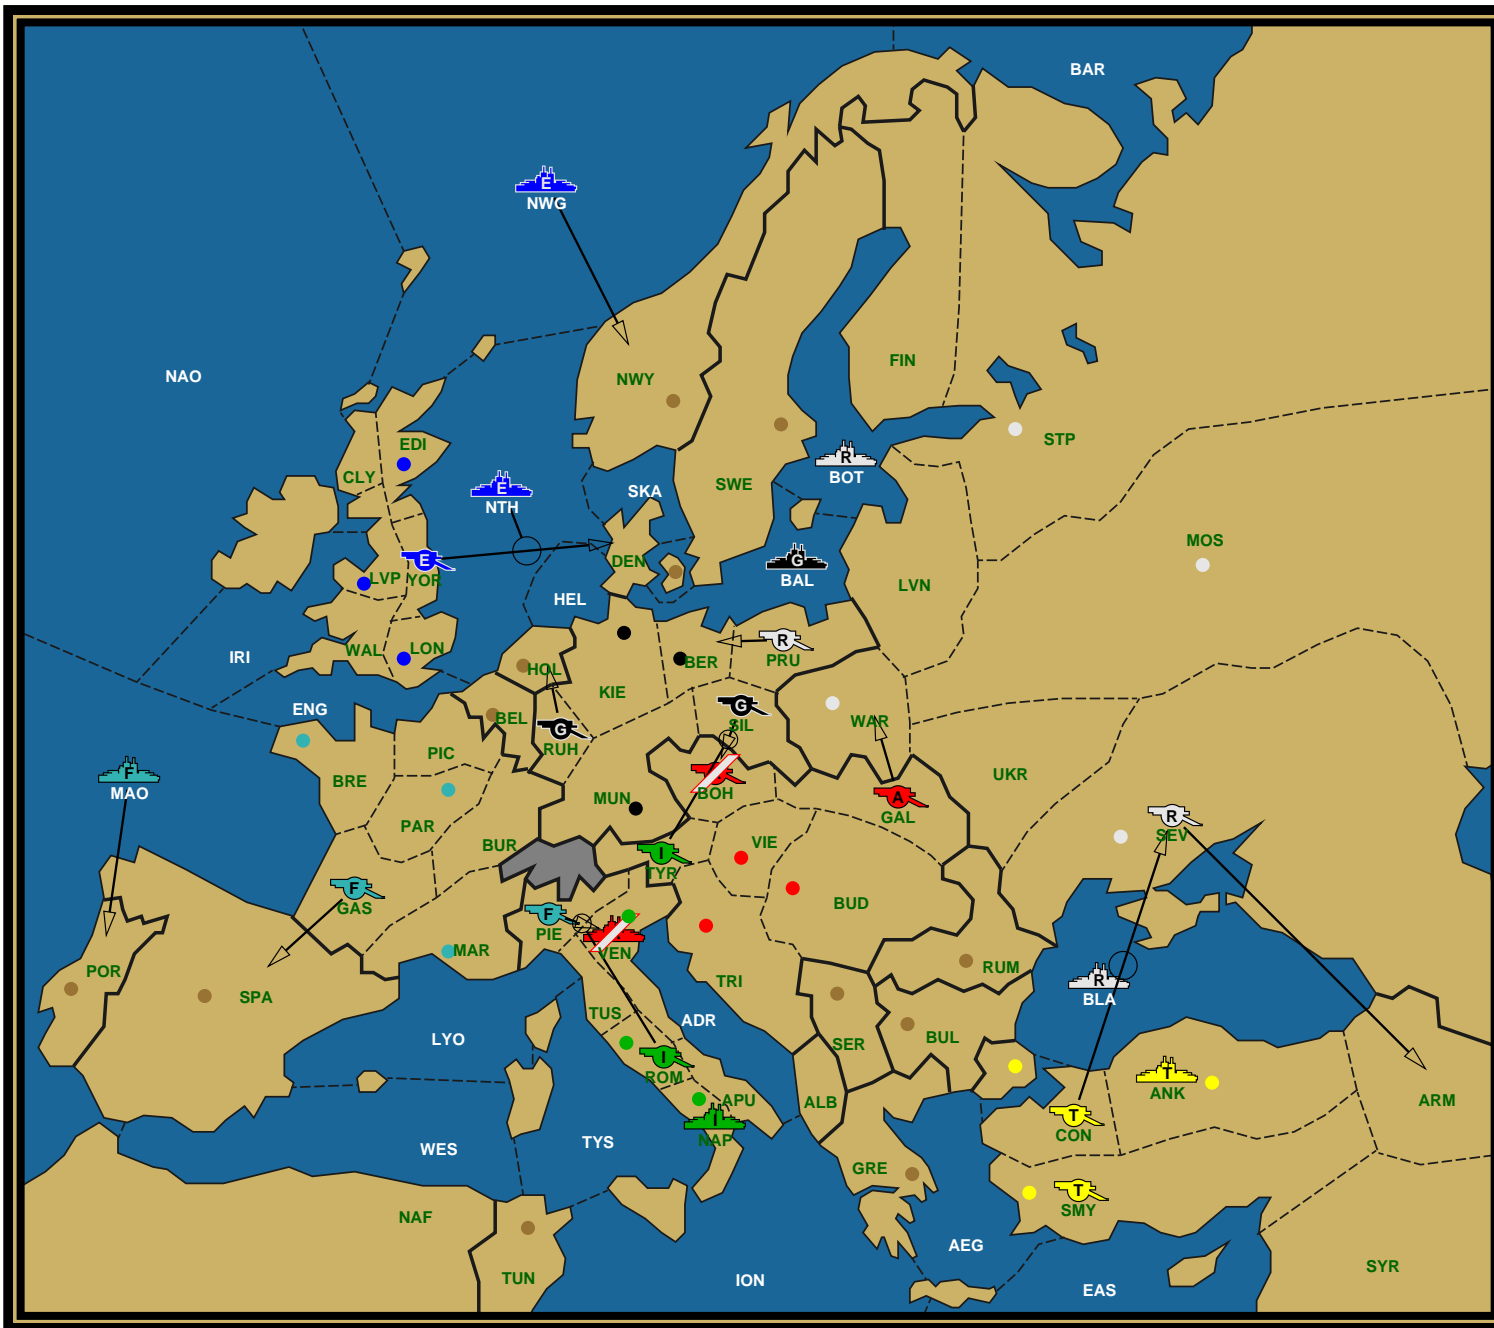 BAR
E
NWG
NAO
FIN
NWY
EDI
STP
CLY
R
BOT
SWE
SKA
E
NTH
MOS
E
LVP YOR
DEN
G
BAL
LVN
HEL
IRI
WAL
LON
R
PRU
HOL
BER
KIE
ENG
G
SIL
BEL
WAR
G
RUH
PIC
F
MAO
BRE
BOH
UKR
A
GAL
MUN
R
SEV
PAR
BUR
VIE
I
TYR
F
GAS
BUD
F
PIE
VEN
MAR
POR
SPA
TRI
RUM
R
BLA
TUS
ADR
LYO
SER
BUL
I
ROM
T
ANK
APU
ALB
ARM
I
NAP
T
CON
TYS
WES
GRE
T
SMY
NAF
AEG
SYR
TUN
ION
EAS